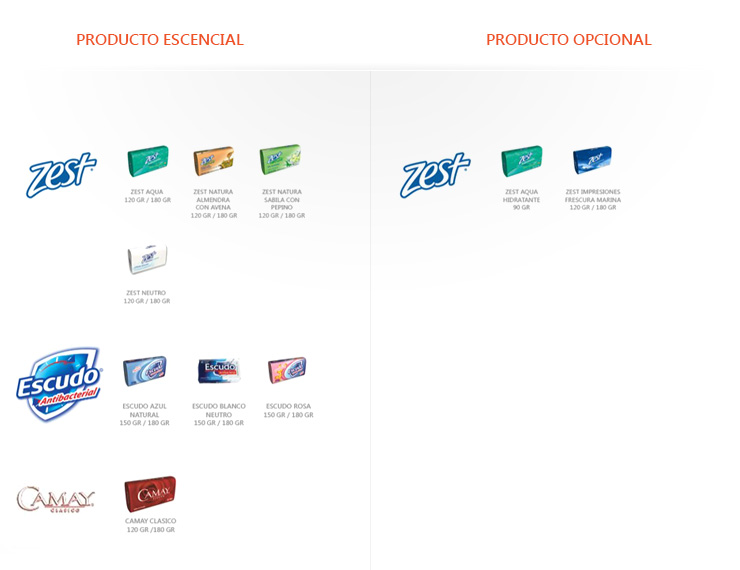 PRODUCTO ESCENCIAL
PRODUCTO OPCIONAL
Zest
ZEST AQUA
120 GR / 180 GR
ZEST NATURA
ALMENDRA
CON AVENA
120 GR / 180 GR
ZEST NATURA
SABILA CON
PEPINO
120 GR / 180 GR
Zest
ZEST AQUA
HIDRATANTE
90 GR
ZEST IMPRESIONES
FRESCURA MARINA
120 GR / 180 GR
ZEST NEUTRO
120 GR / 180 GR
Escudo
Antibacterial
ESCUDO AZUL
NATURAL
150 GR / 180 GR
Escudo
ESCUDO BLANCO
NEUTRO
150 GR / 180 GR
ESCUDO ROSA
150 GR / 180 GR
CAMAY
CLASICO
CAMAY
CAMAY CLASICO
120 GR /180 GR